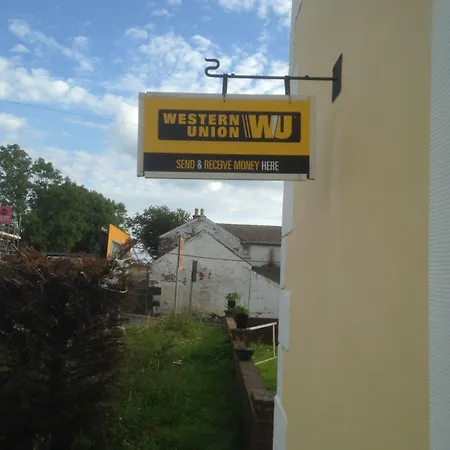 WESTERN
UNION WU
SEND & RECEIVE MONEY HERE